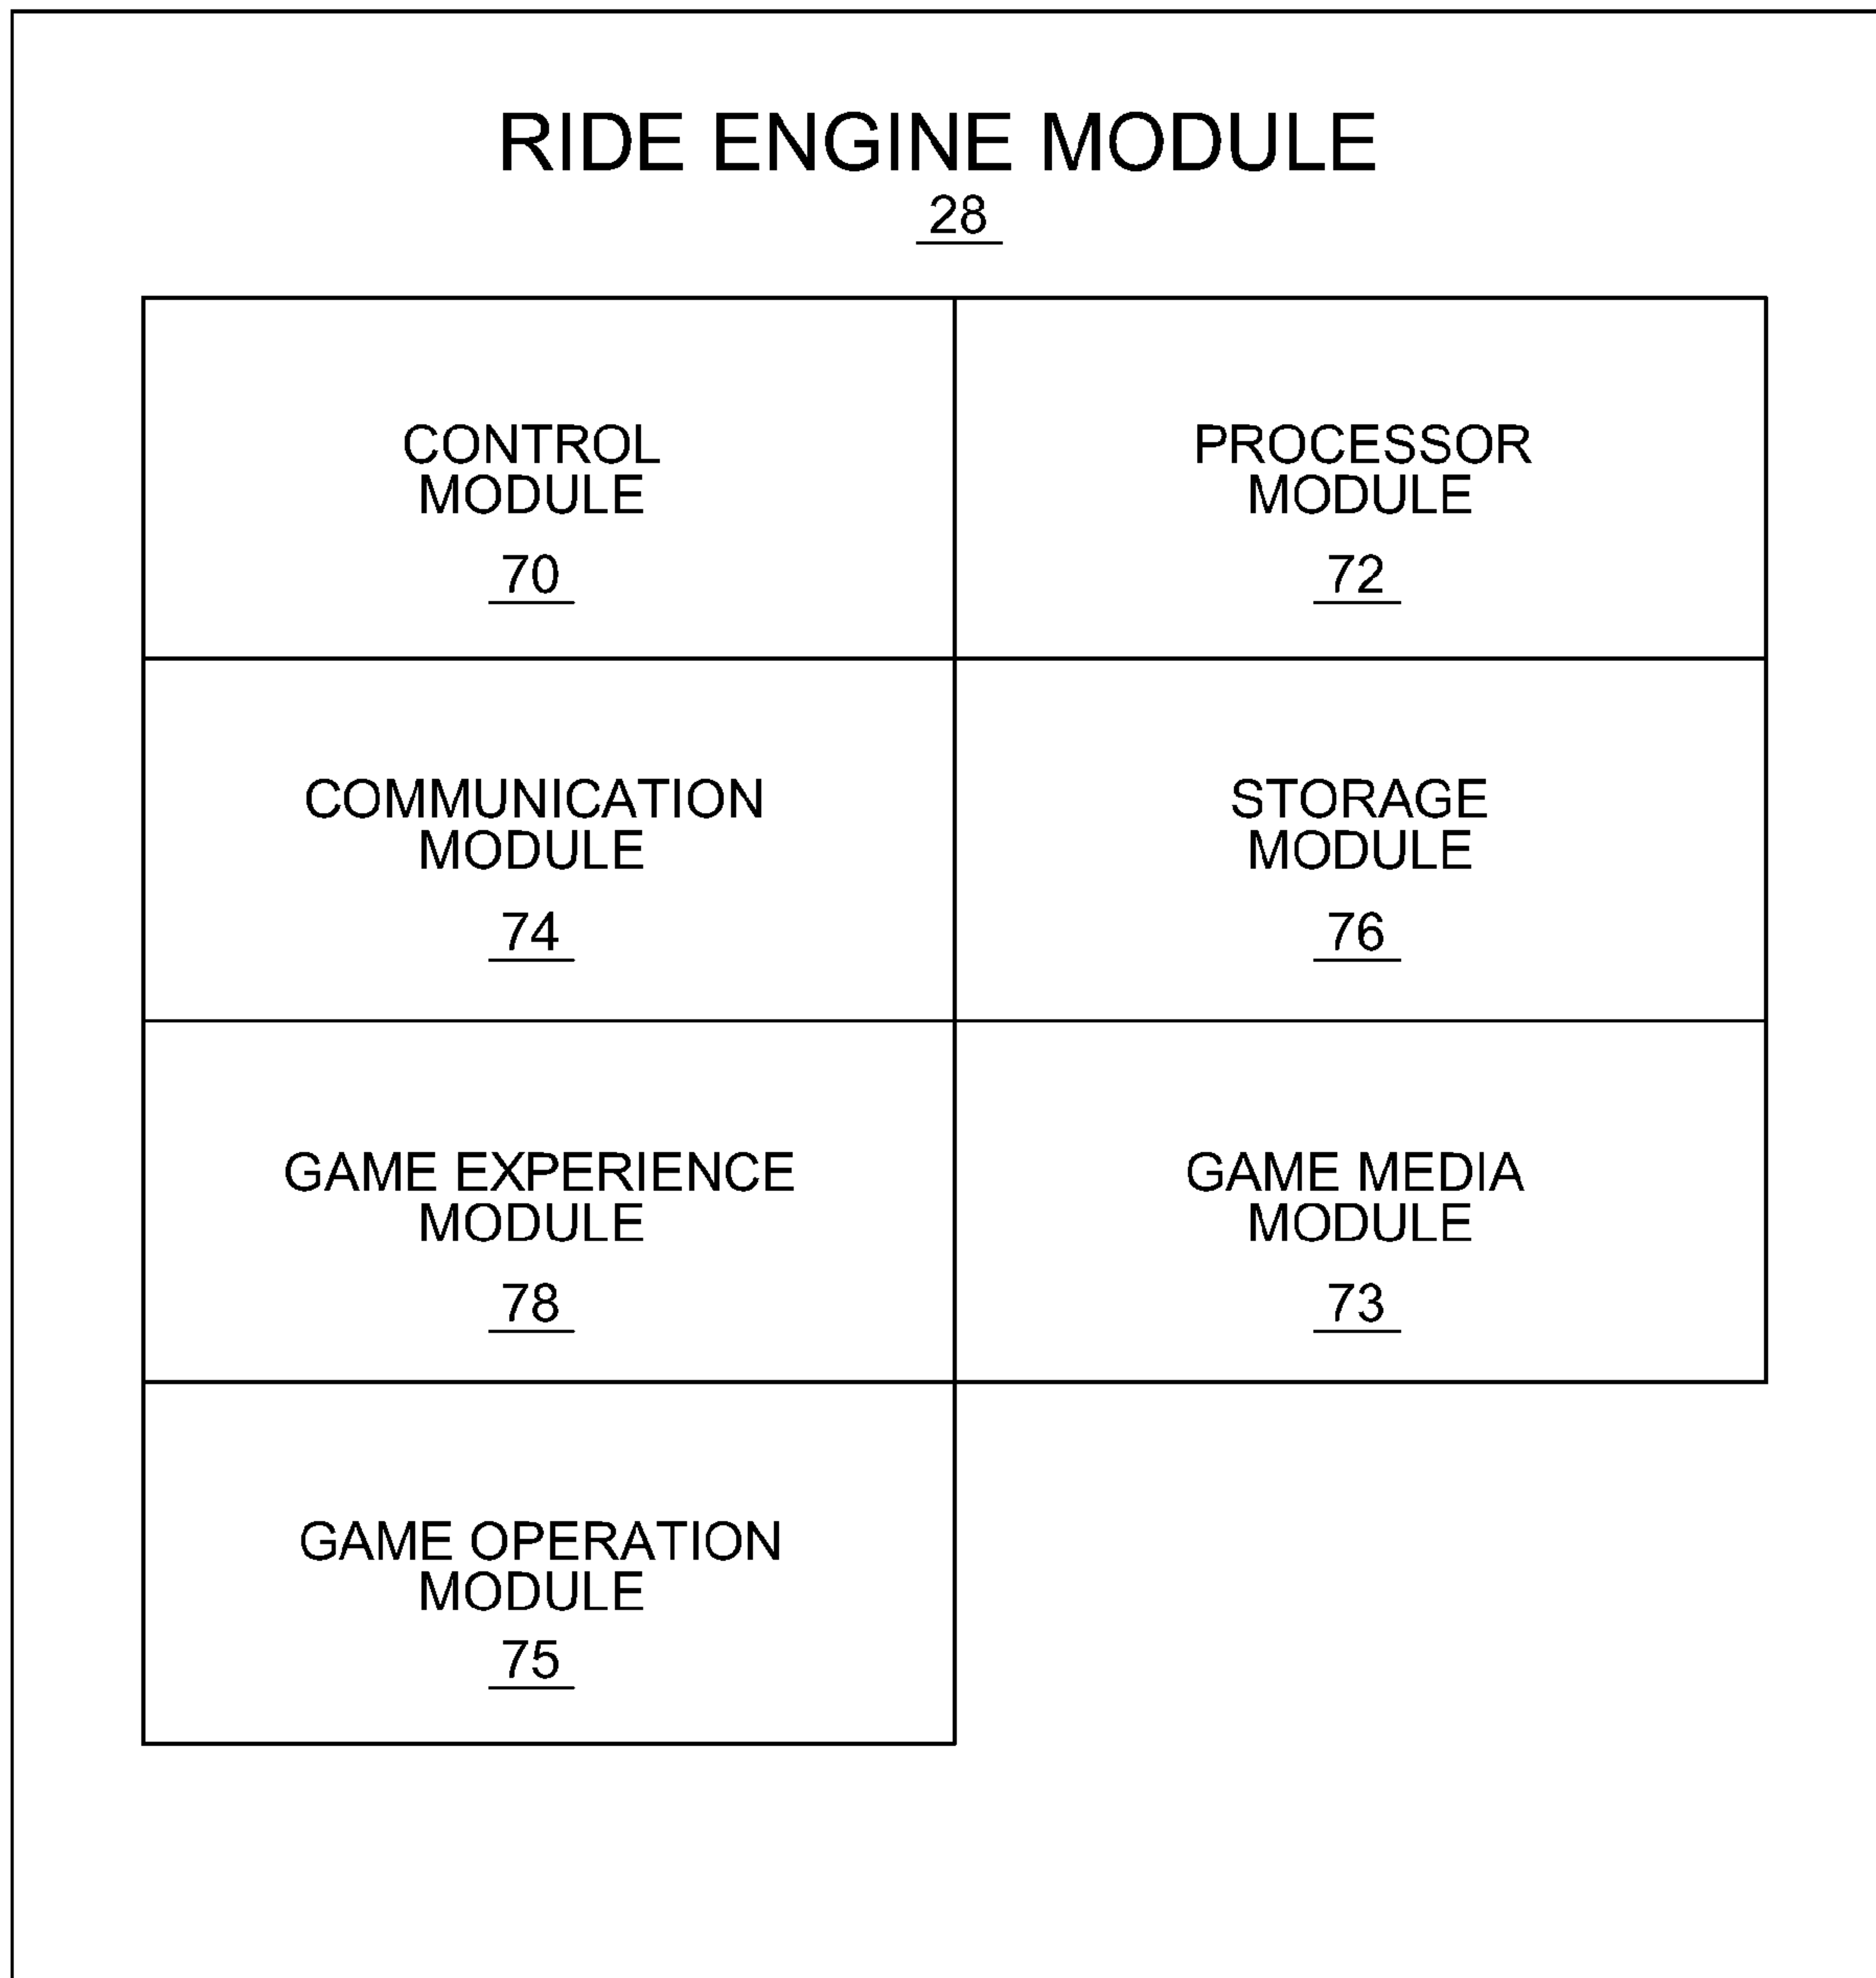 RIDE ENGINE MODULE
28
CONTROL
MODULE
70
PROCESSOR
MODULE
72
COMMUNICATION
MODULE
74
STORAGE
MODULE
76
GAME EXPERIENCE
MODULE
78
GAME MEDIA
MODULE
73
GAME OPERATION
MODULE
75